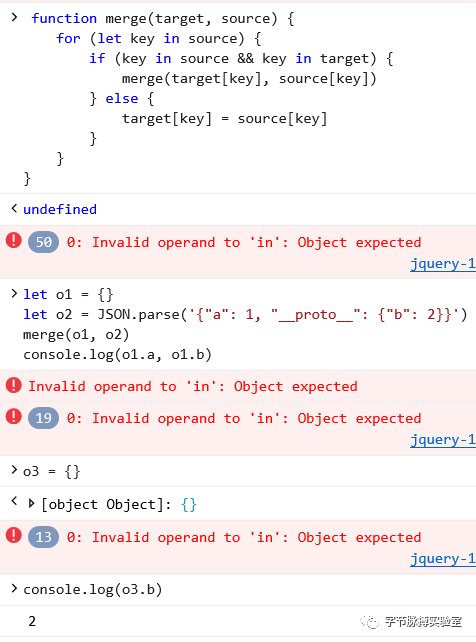 > function merge(target, source) {
for (let key in source) {
if (key in source && key in target) {
merge(target[key], source[key])
} else {
target[key] = source[key]
}
}
}
< undefined
! 50 0: Invalid operand to 'in': Object expected
jquery-1
> let o1 = {}
let o2 = JSON.parse('{"a": 1, "__proto__": {"b": 2}}')
merge(o1, o2)
console.log(o1.a, o1.b)
! Invalid operand to 'in': Object expected
! 19 0: Invalid operand to 'in': Object expected
jquery-1
> o3 = {}
< ▷ [object Object]: {}
! 13 0: Invalid operand to 'in': Object expected
jquery-1
> console.log(o3.b)
2
字节脉搏实验室